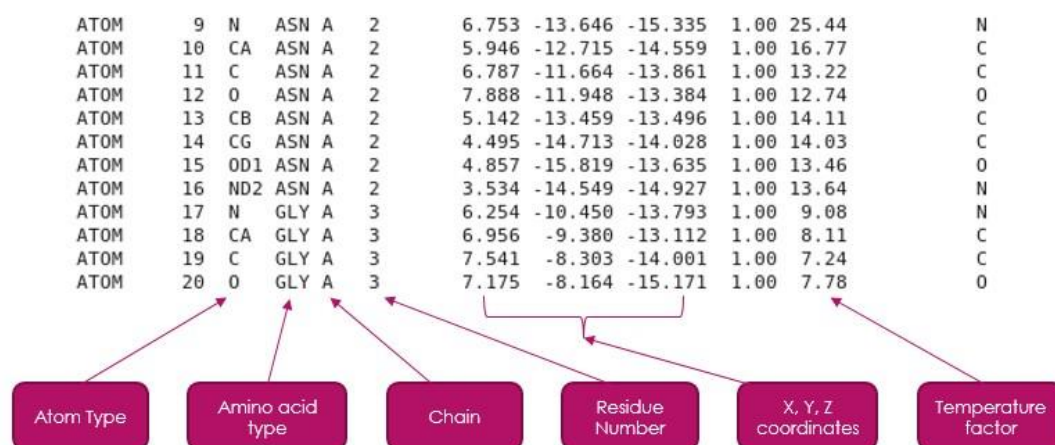 ATOM 9 N ASN A 2 6.753 -13.646 -15.335 1.00 25.44 N
ATOM 10 CA ASN A 2 5.946 -12.715 -14.559 1.00 16.77 C
ATOM 11 C ASN A 2 6.787 -11.664 -13.861 1.00 13.22 C
ATOM 12 O ASN A 2 7.888 -11.948 -13.384 1.00 12.74 O
ATOM 13 CB ASN A 2 5.142 -13.459 -13.496 1.00 14.11 C
ATOM 14 CG ASN A 2 4.495 -14.713 -14.028 1.00 14.03 C
ATOM 15 OD1 ASN A 2 4.857 -15.819 -13.635 1.00 13.46 O
ATOM 16 ND2 ASN A 2 3.534 -14.549 -14.927 1.00 13.64 N
ATOM 17 N GLY A 3 6.254 -10.450 -13.793 1.00 9.08 N
ATOM 18 CA GLY A 3 6.956 -9.380 -13.112 1.00 8.11 C
ATOM 19 C GLY A 3 7.541 -8.303 -14.001 1.00 7.24 C
ATOM 20 O GLY A 3 7.175 -8.164 -15.171 1.00 7.78 O
Atom Type
Amino acid
type
Chain
Residue
Number
X, Y, Z
coordinates
Temperature
factor